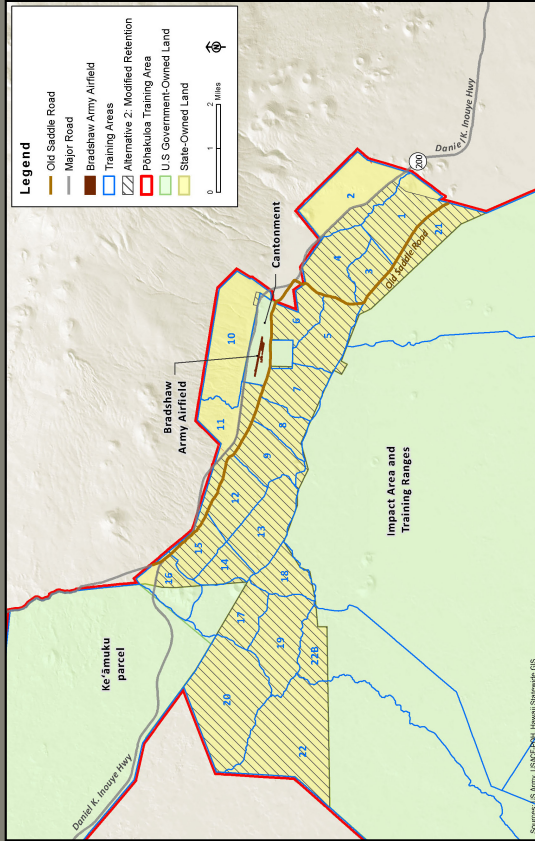 Legend
Old Saddle Road
Major Road
Bradshaw Army Airfield
Training Areas
Alternative 2: Modified Retention
Pōhakuloa Training Area
U.S Government-Owned Land
State-Owned Land
N
0 1 2
Miles
Daniel K. Inouye Hwy
Keʻāmuku
parcel
Bradshaw
Army Airfield
Cantonment
Daniel K. Inouye Hwy
200
Old Saddle Road
Impact Area and
Training Ranges
1
2
3
4
5
6
7
8
9
10
11
12
13
14
15
16
17
18
19
20
21
22
22B